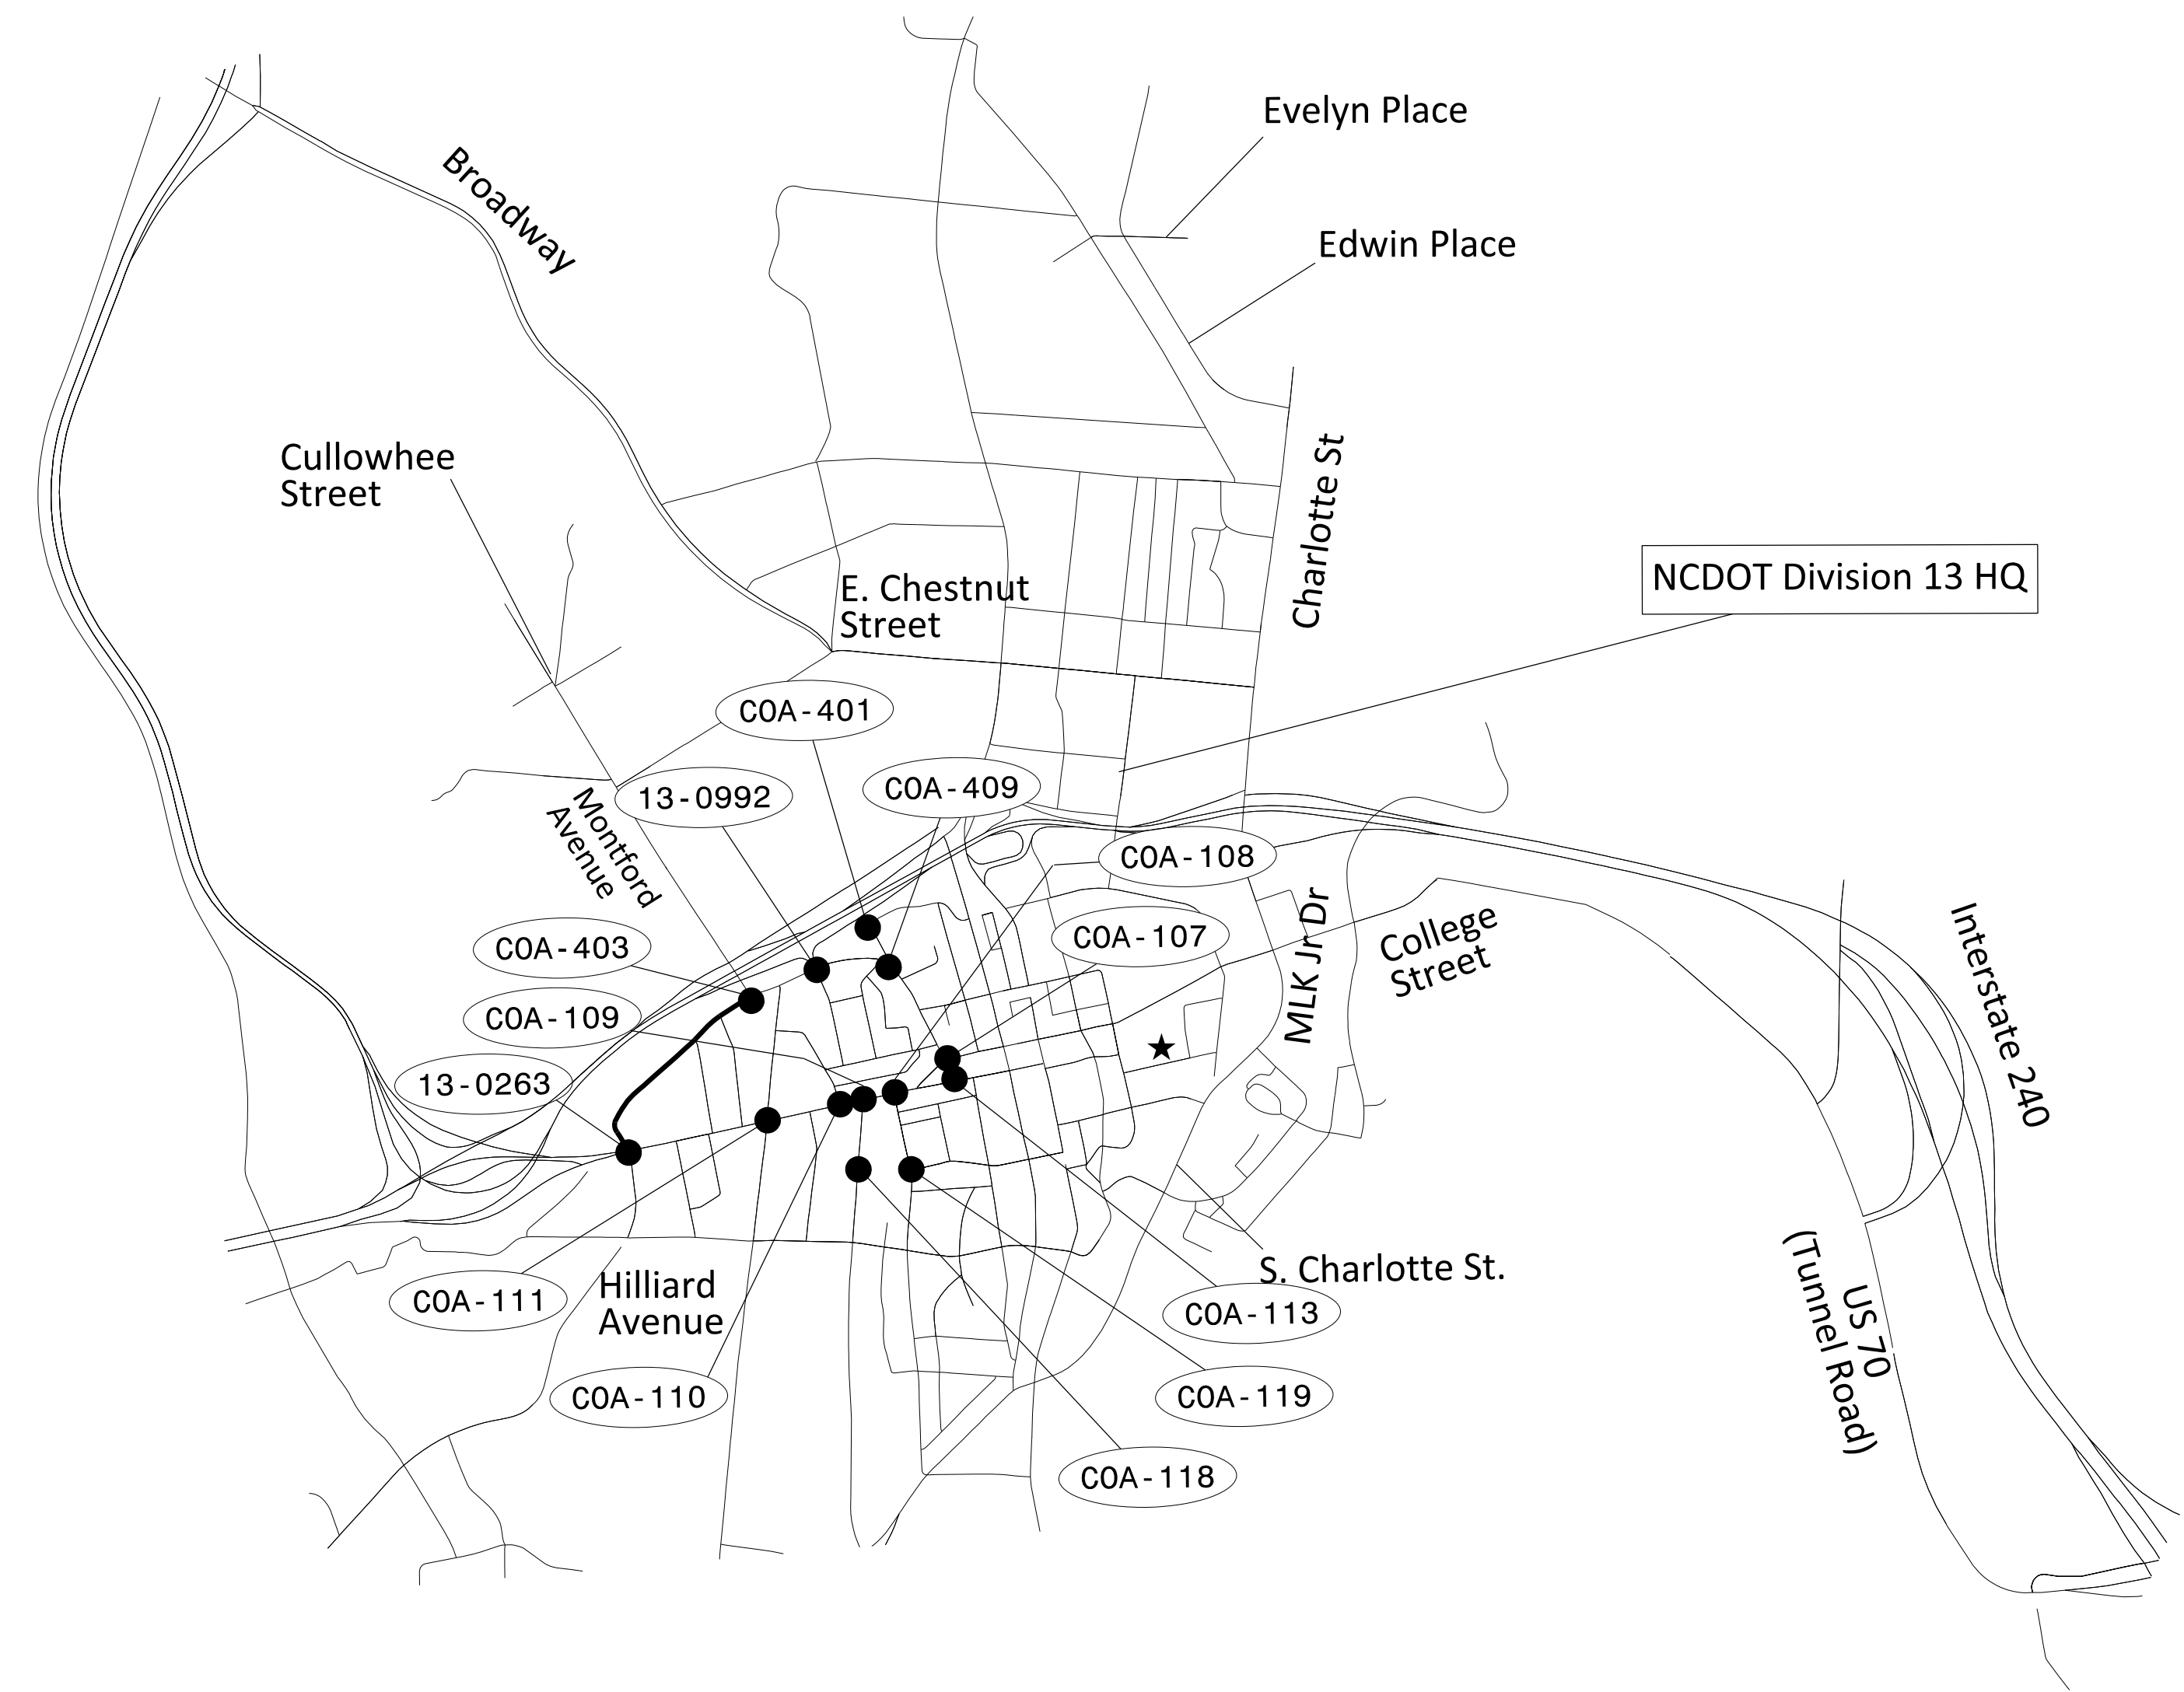 Evelyn Place
Broadway
Edwin Place
Cullowhee
Street
Charlotte St
NCDOT Division 13 HQ
E. Chestnut
Street
COA-401
13-0992
COA-409
Montford
Avenue
COA-108
COA-403
COA-107
MLK Jr Dr
College
Street
Interstate 240
COA-109
13-0263
S. Charlotte St.
COA-111
Hilliard
Avenue
COA-113
US 70
(Tunnel Road)
COA-110
COA-119
COA-118